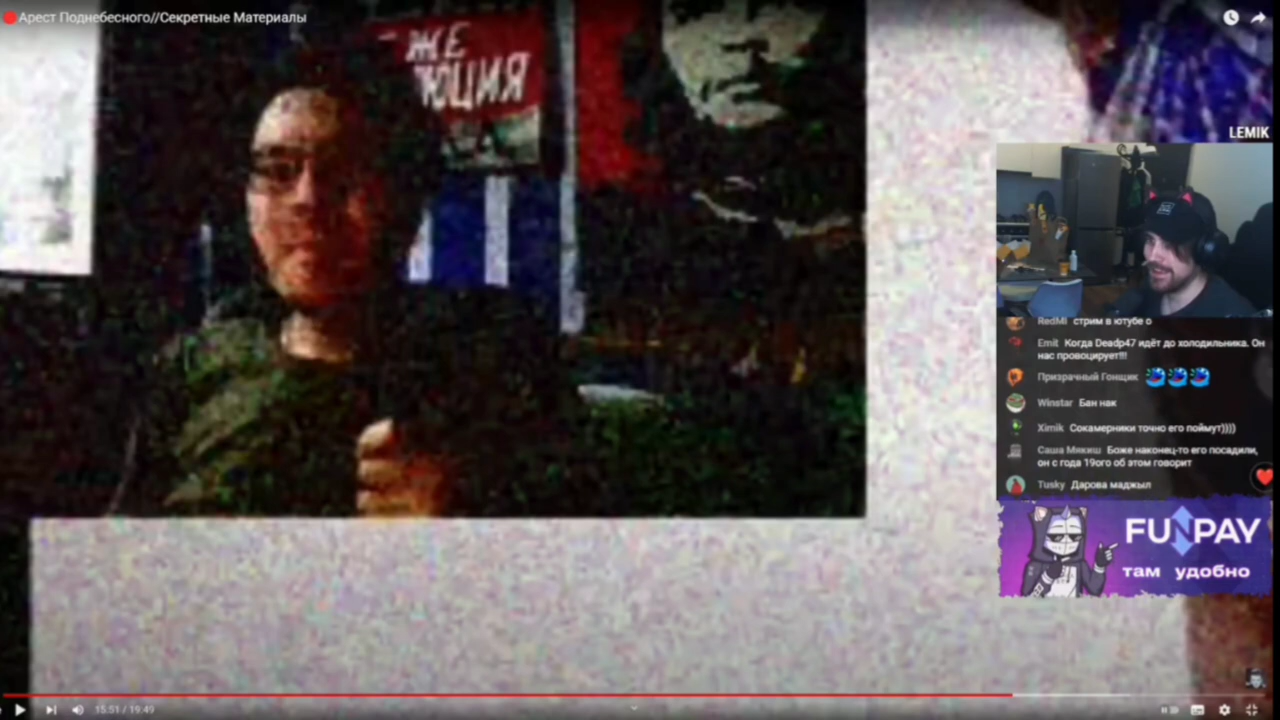 Арест Поднебесного//Секретные Материалы
ЖЕ
ЮЦИЯ
LEMIK
RedMi стрим в ютубе о
Emit Когда Deadp47 идёт до холодильника. Он
нас провоцирует!!!
Призрачный Гонщик
Winstar Бан нак
Ximik Сокамерники точно его поймут))))
Саша Мякиш Боже наконец-то его посадили,
он с года 19ого об этом говорит
Tusky Дарова маджыл
FUNPAY
там удобно
15:51 / 19:49